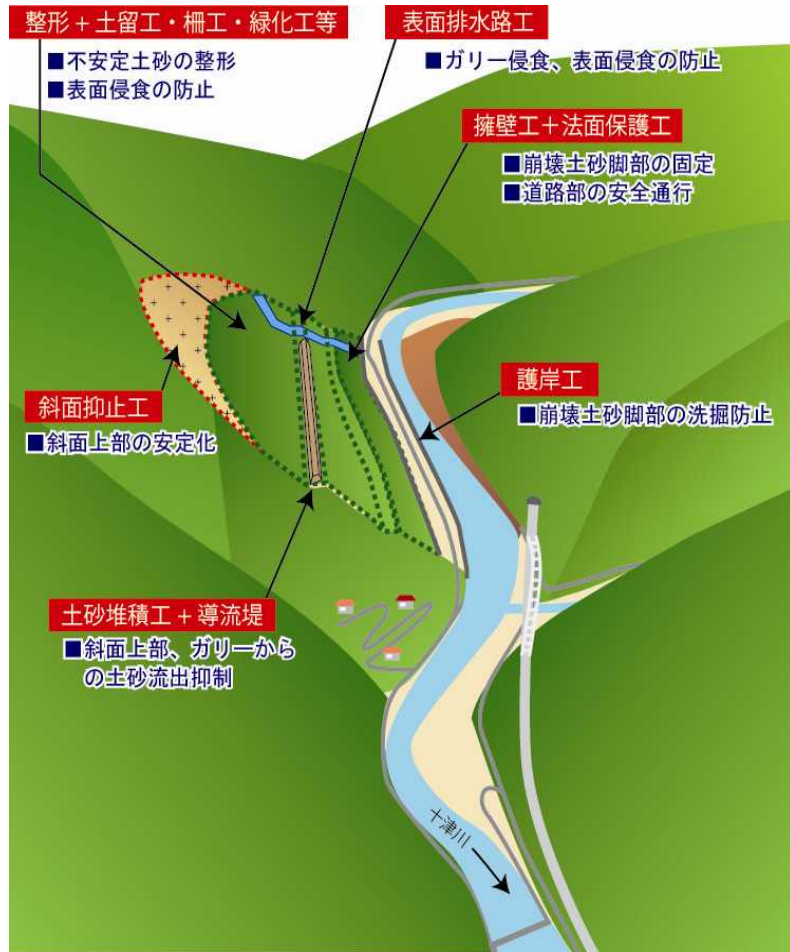 整形+土留工・柵工・緑化工等
■不安定土砂の整形
■表面侵食の防止
表面排水路工
■ガリー侵食、表面侵食の防止
擁壁工+法面保護工
■崩壊土砂脚部の固定
■道路部の安全通行
護岸工
■崩壊土砂脚部の洗掘防止
斜面抑止工
■斜面上部の安定化
土砂堆積工+導流堤
■斜面上部、ガリーから
の土砂流出抑制
十津川